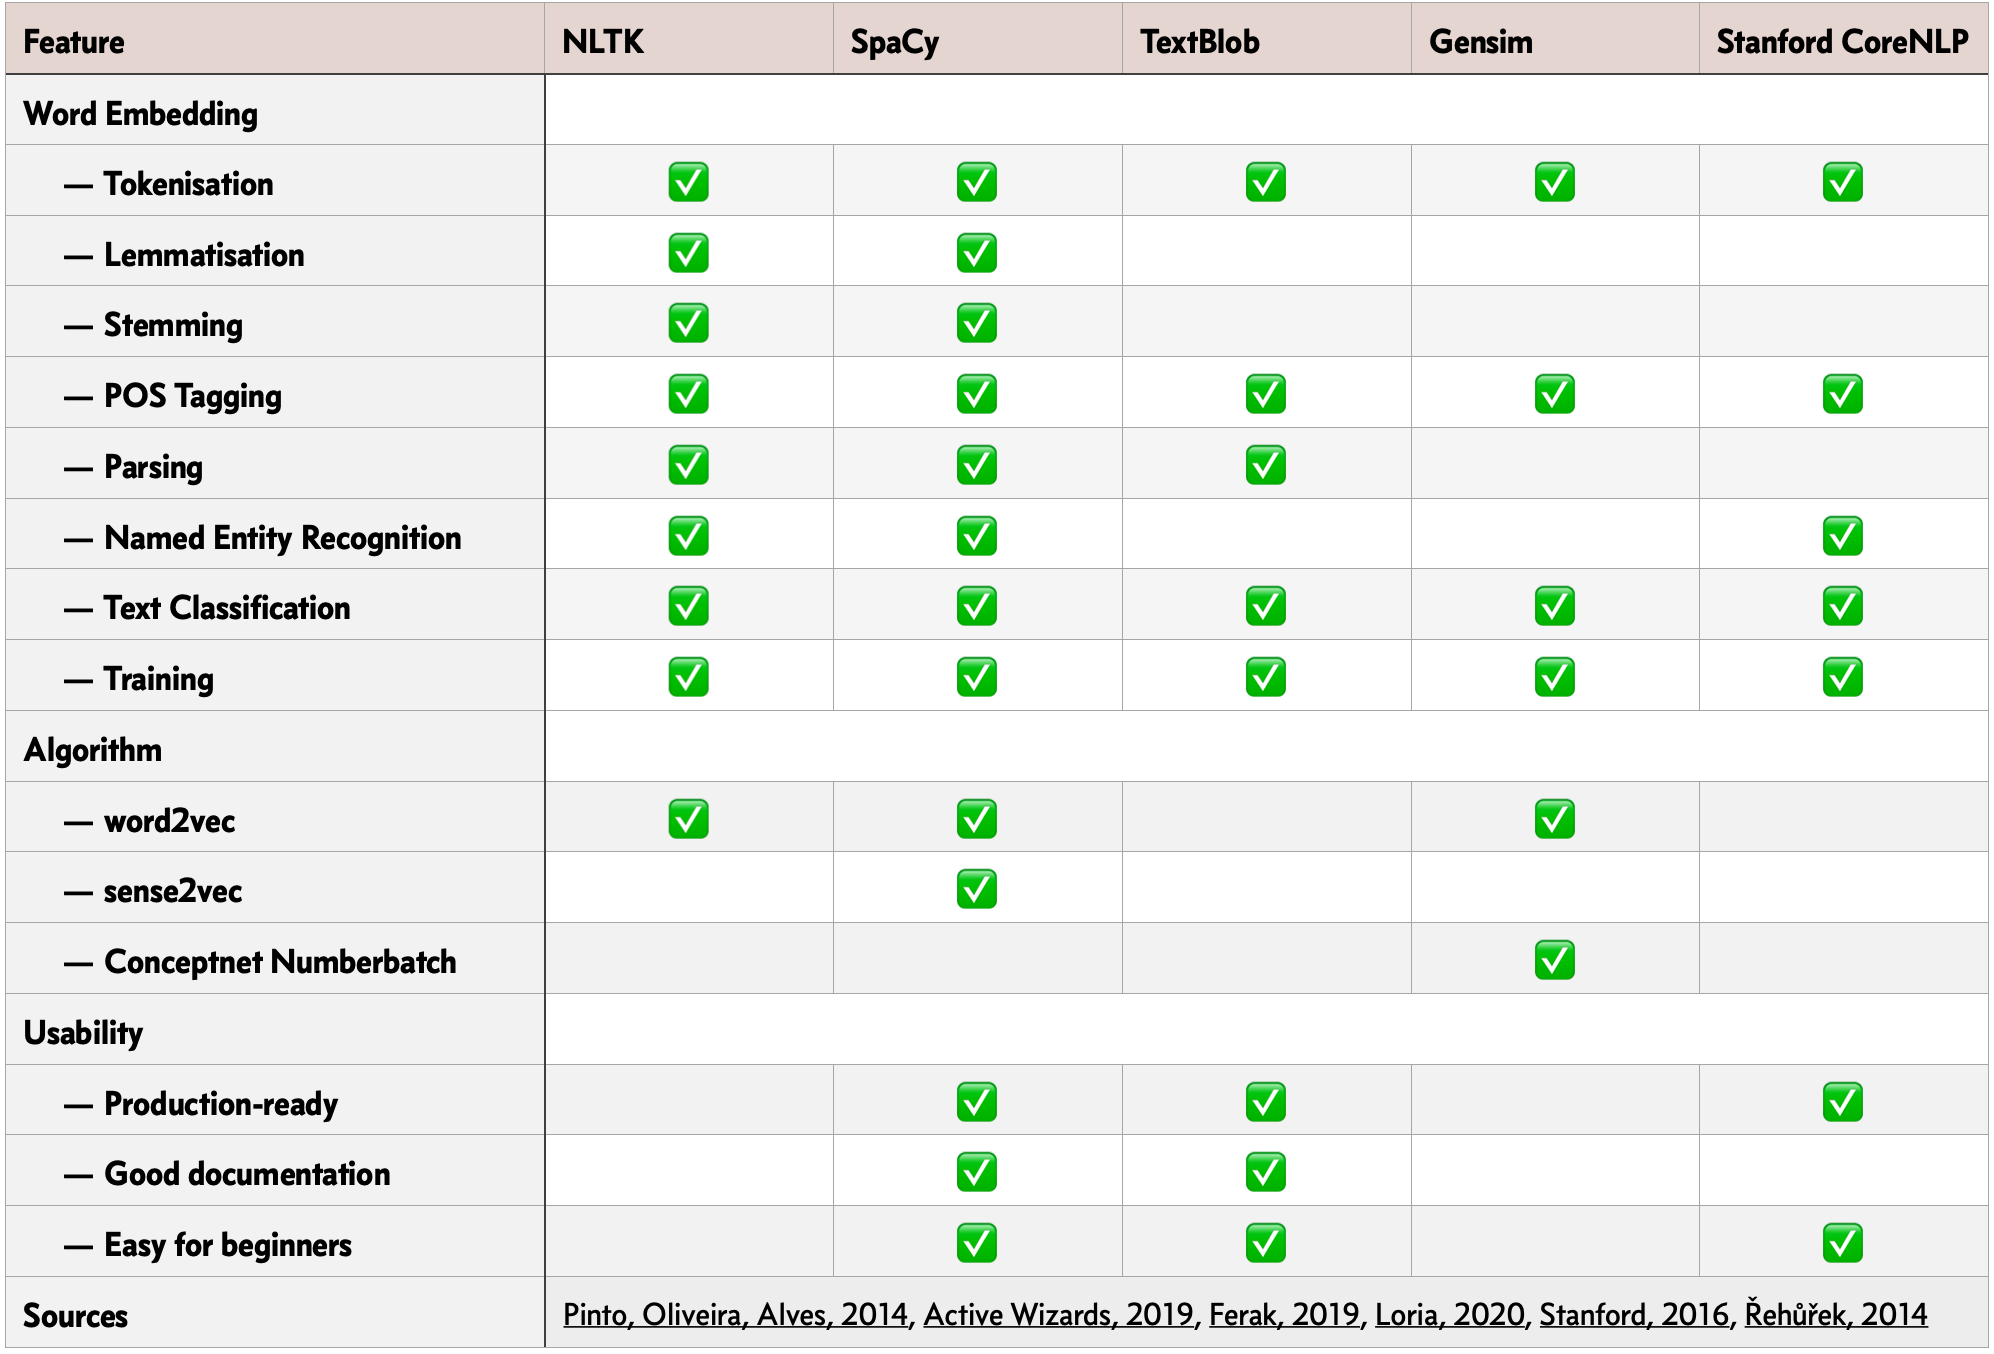 Feature NLTK SpaCy TextBlob Gensim Stanford CoreNLP
Word Embedding
— Tokenisation ✅ ✅ ✅ ✅ ✅
— Lemmatisation ✅ ✅
— Stemming ✅ ✅
— POS Tagging ✅ ✅ ✅ ✅ ✅
— Parsing ✅ ✅ ✅
— Named Entity Recognition ✅ ✅ ✅
— Text Classification ✅ ✅ ✅ ✅ ✅
— Training ✅ ✅ ✅ ✅ ✅
Algorithm
— word2vec ✅ ✅ ✅
— sense2vec ✅
— Conceptnet Numberbatch ✅
Usability
— Production-ready ✅ ✅ ✅
— Good documentation ✅ ✅
— Easy for beginners ✅ ✅ ✅
Sources Pinto, Oliveira, Alves, 2014, Active Wizards, 2019, Ferak, 2019, Loria, 2020, Stanford, 2016, Řehůřek, 2014